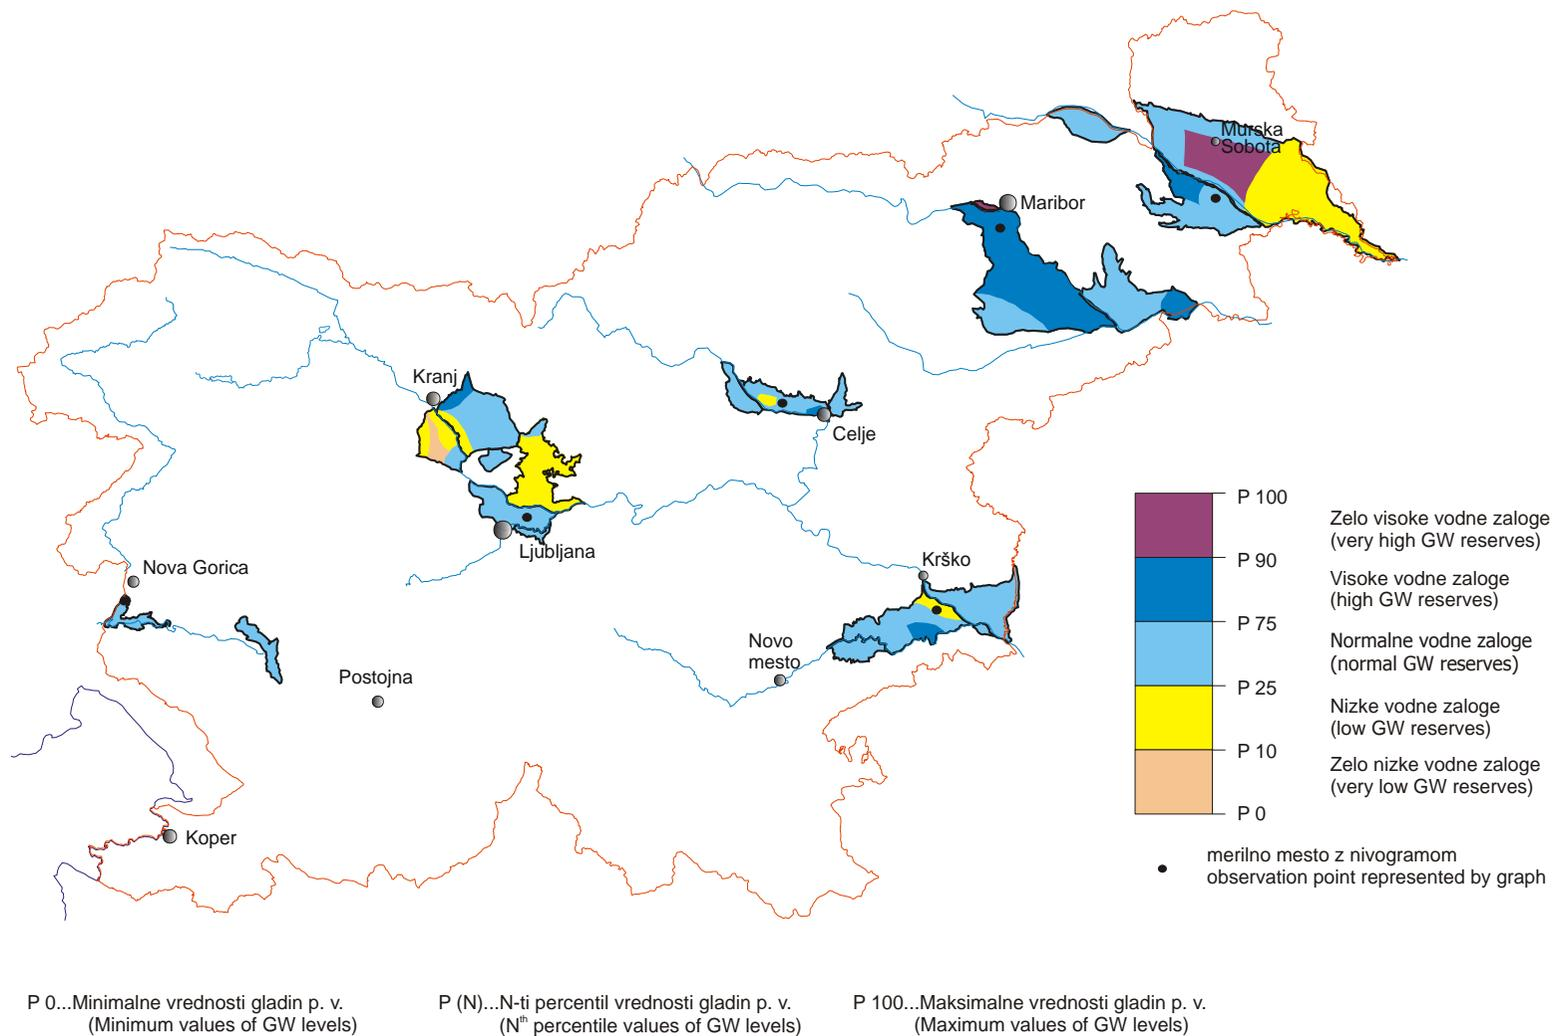 Murska
Sobota
Maribor
Kranj
Celje
Ljubljana
Nova Gorica
Krško
Novo
mesto
Postojna
Koper
P 100
Zelo visoke vodne zaloge
(very high GW reserves)
P 90
Visoke vodne zaloge
(high GW reserves)
P 75
Normalne vodne zaloge
(normal GW reserves)
P 25
Nizke vodne zaloge
(low GW reserves)
P 10
Zelo nizke vodne zaloge
(very low GW reserves)
P 0
merilno mesto z nivogramom
observation point represented by graph
P 0...Minimalne vrednosti gladin p. v.
(Minimum values of GW levels)
P (N)...N-ti percentil vrednosti gladin p. v.
(Nth percentile values of GW levels)
P 100...Maksimalne vrednosti gladin p. v.
(Maximum values of GW levels)